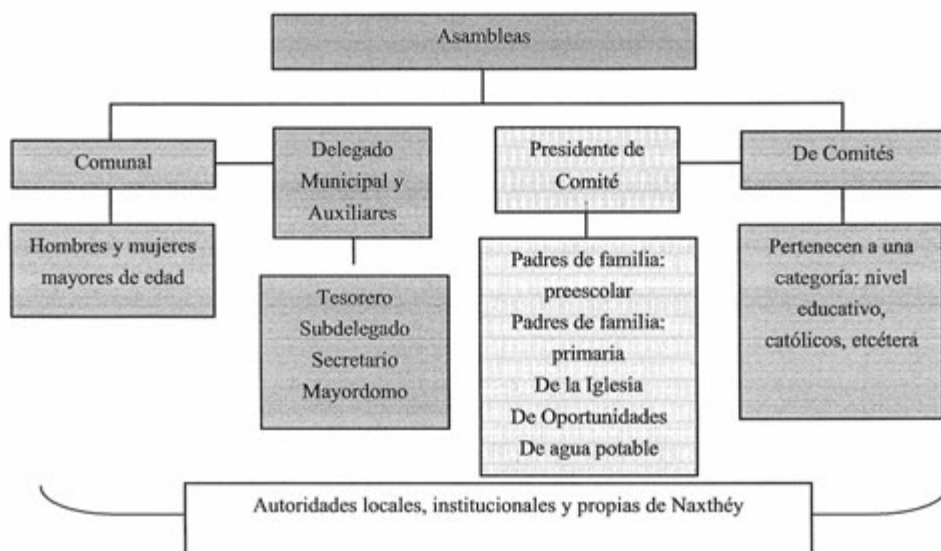 Asambleas
Comunal
Delegado
Municipal y
Auxiliares
Presidente de
Comité
De Comités
Hombres y mujeres
mayores de edad
Tesorero
Subdelegado
Secretario
Mayordomo
Padres de familia:
preescolar
Padres de familia:
primaria
De la Iglesia
De Oportunidades
De agua potable
Pertenecen a una
categoría: nivel
educativo,
católicos, etcétera
Autoridades locales, institucionales y propias de Naxthéy